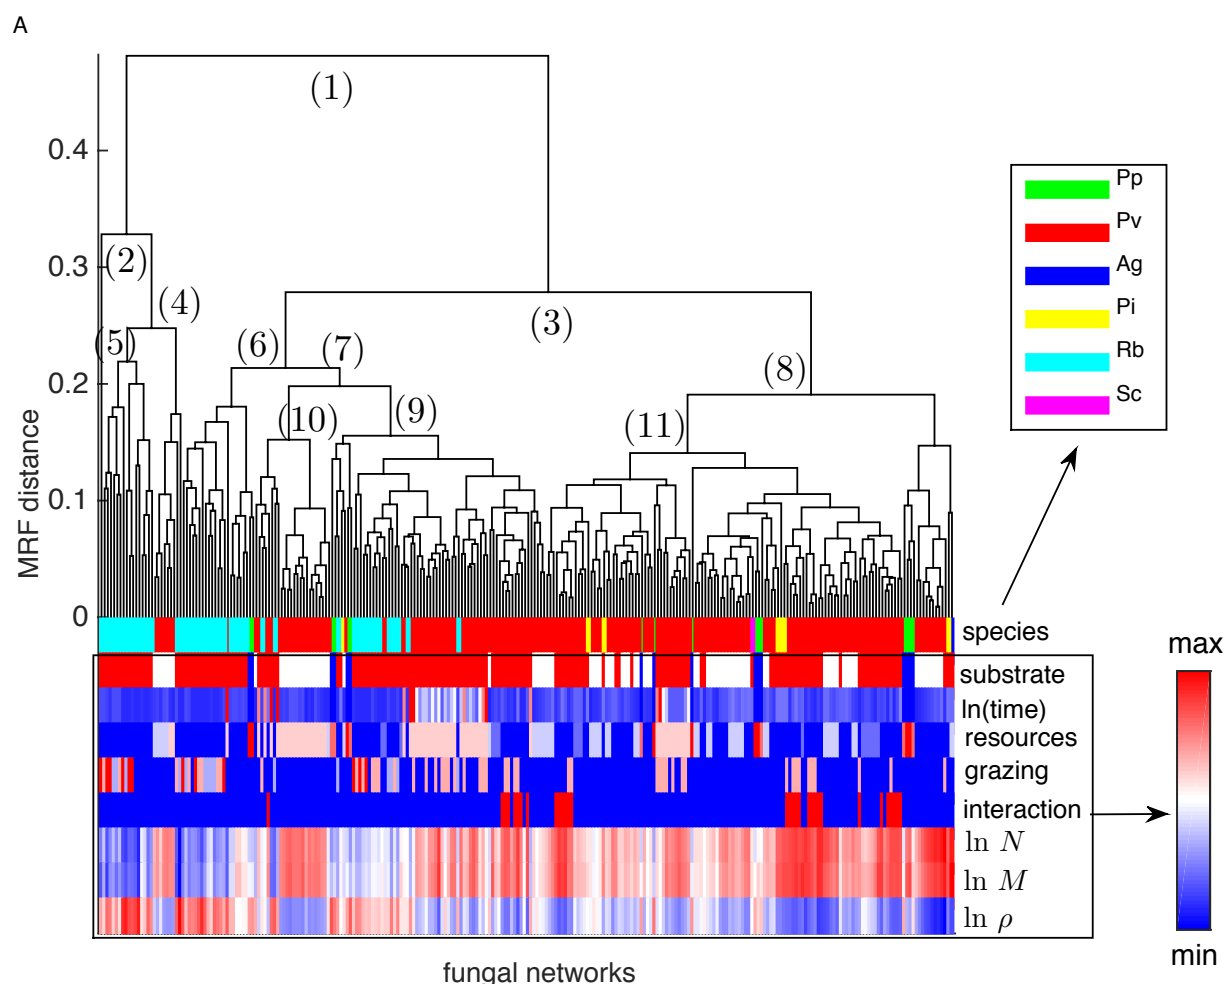 A
(1)
0.4
Pp
Pv
Ag
Pi
Rb
Sc
(2)
0.3
(4)
(3)
(5)
(6)
(7)
(8)
0.2
(10)
(9)
(11)
MRF distance
0.1
0
species
max
substrate
ln(time)
resources
grazing
interaction
ln N
ln M
ln ρ
min
fungal networks